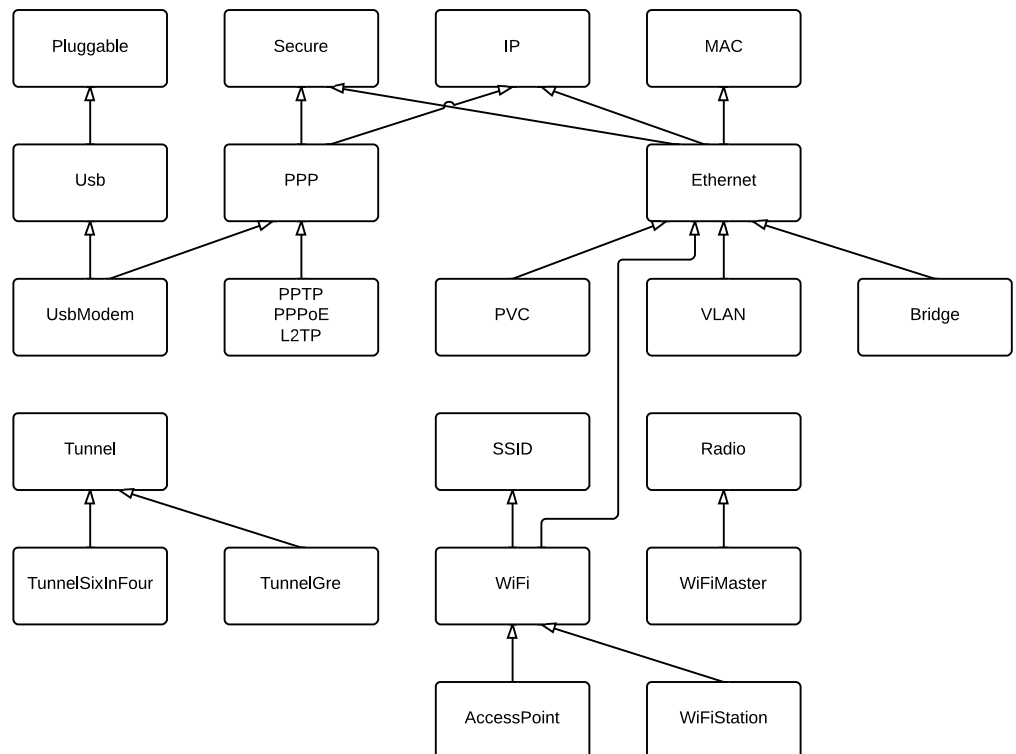 Pluggable
Secure
IP
MAC
Usb
PPP
Ethernet
UsbModem
PPTP
PPPoE
L2TP
PVC
VLAN
Bridge
Tunnel
SSID
Radio
TunnelSixInFour
TunnelGre
WiFi
WiFiMaster
AccessPoint
WiFiStation